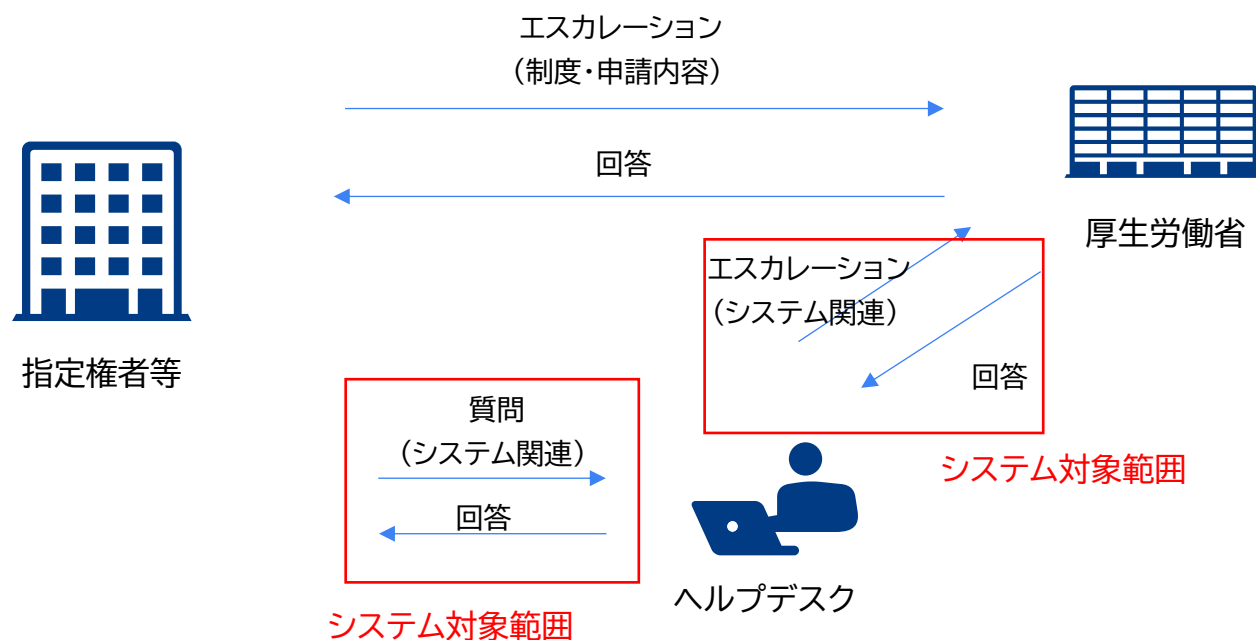 エスカレーション
（制度・申請内容）
回答
厚生労働省
エスカレーション
（システム関連）
回答
指定権者等
質問
（システム関連）
回答
システム対象範囲
ヘルプデスク
システム対象範囲